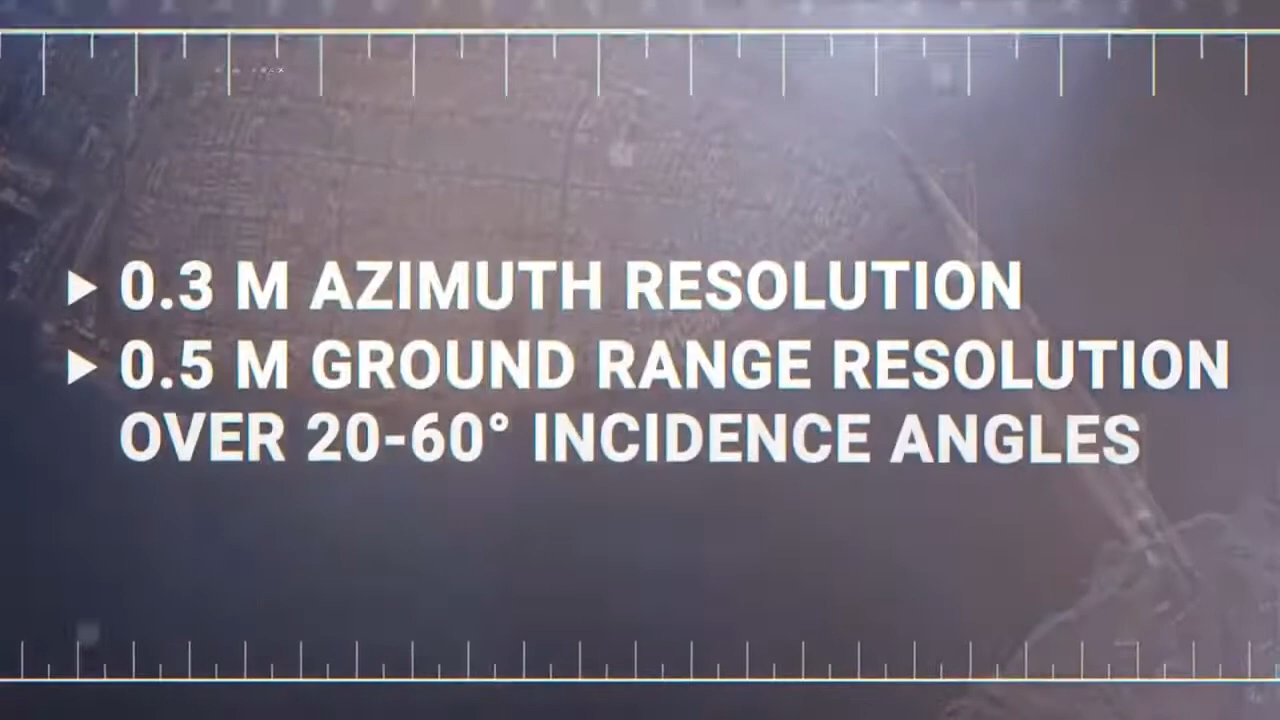 ▶ 0.3 M AZIMUTH RESOLUTION
▶ 0.5 M GROUND RANGE RESOLUTION
OVER 20-60° INCIDENCE ANGLES